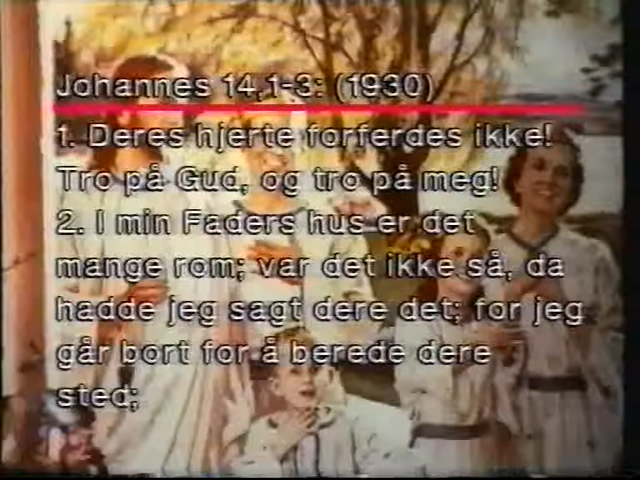 Johannes 14,1-3: (1930)
1. Deres hjerte forferdes ikke!
Tro på Gud, og tro på meg!
2. I min Faders hus er det
mange rom; var det ikke så, da
hadde jeg sagt dere det; for jeg
går bort for å berede dere
sted;